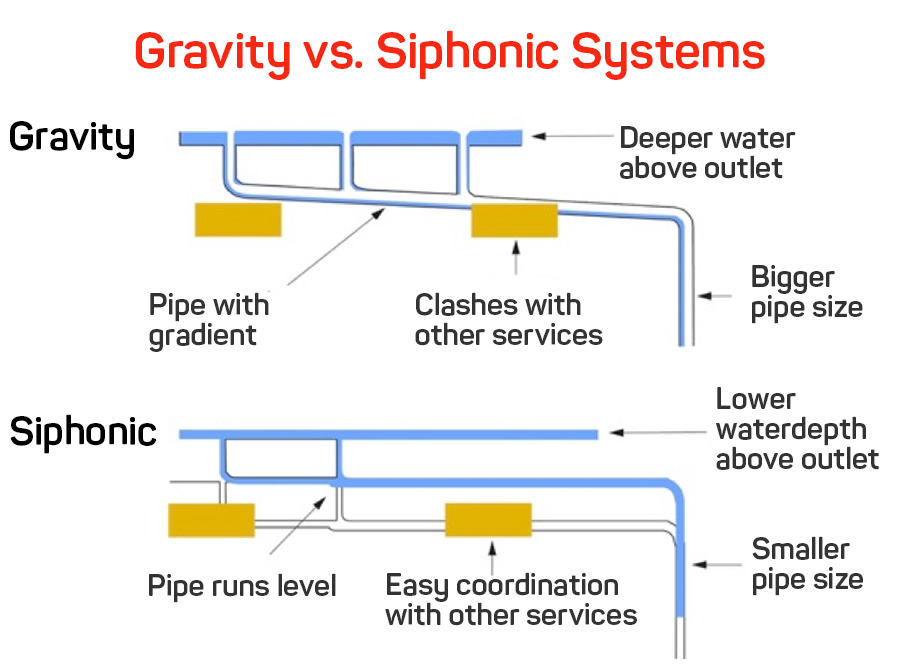 Gravity vs. Siphonic Systems
Gravity
Deeper water
above outlet
Pipe with
gradient
Clashes with
other services
Bigger
pipe size
Siphonic
Lower
waterdepth
above outlet
Pipe runs level
Easy coordination
with other services
Smaller
pipe size